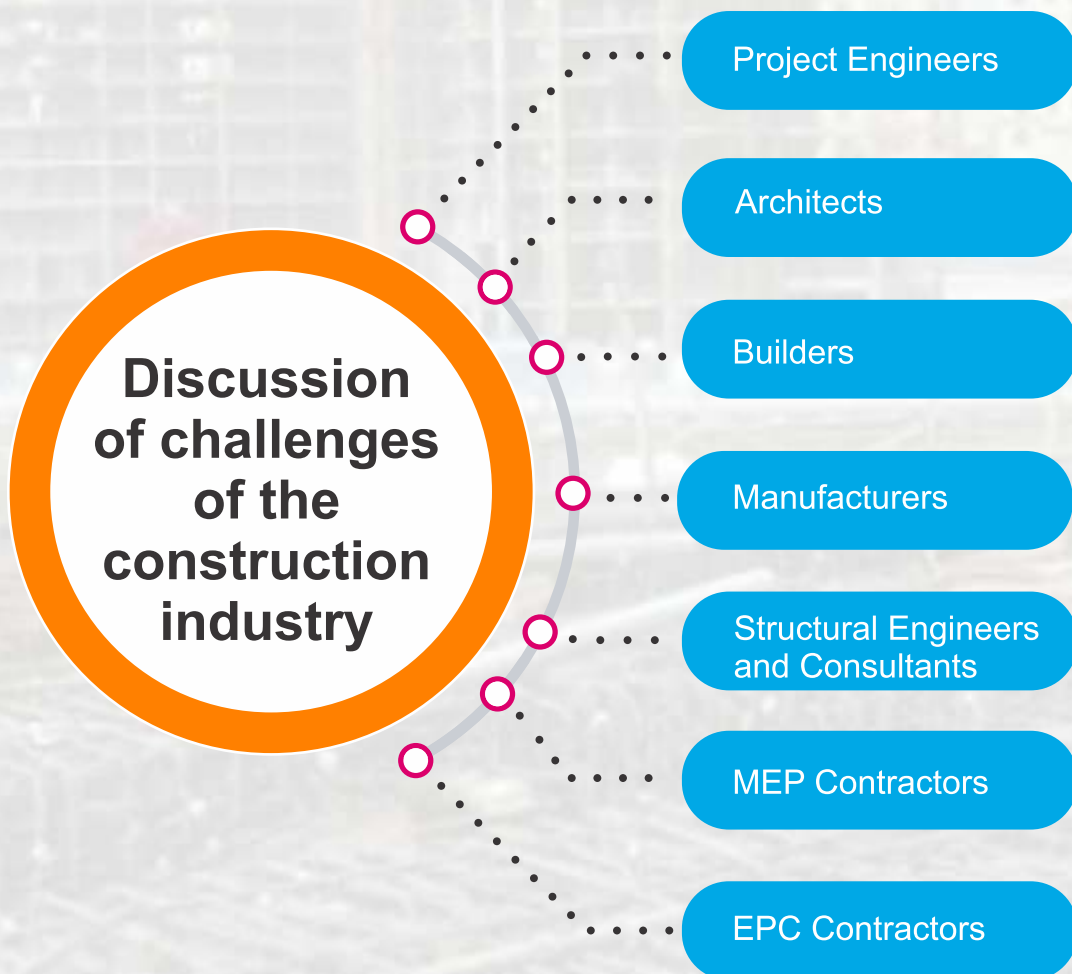 Discussion
of challenges
of the
construction
industry
Project Engineers
Architects
Builders
Manufacturers
Structural Engineers
and Consultants
MEP Contractors
EPC Contractors